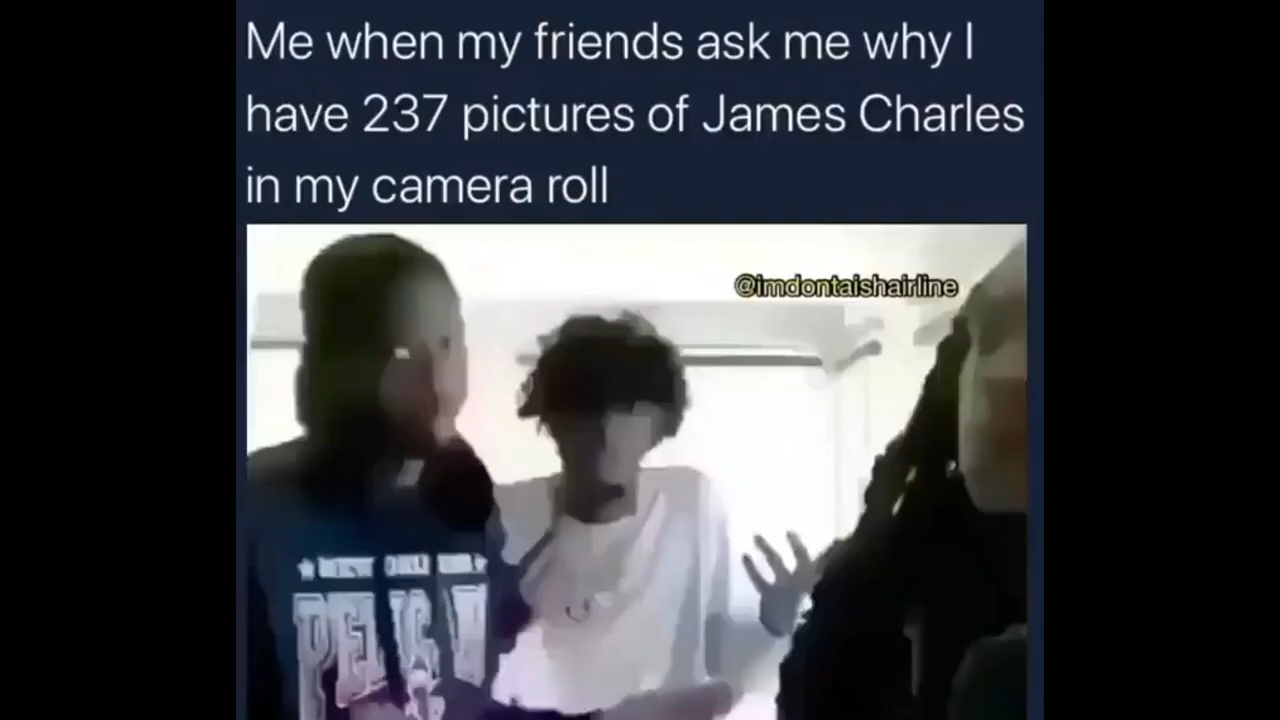 Me when my friends ask me why I
have 237 pictures of James Charles
in my camera roll
@imdontaishairline